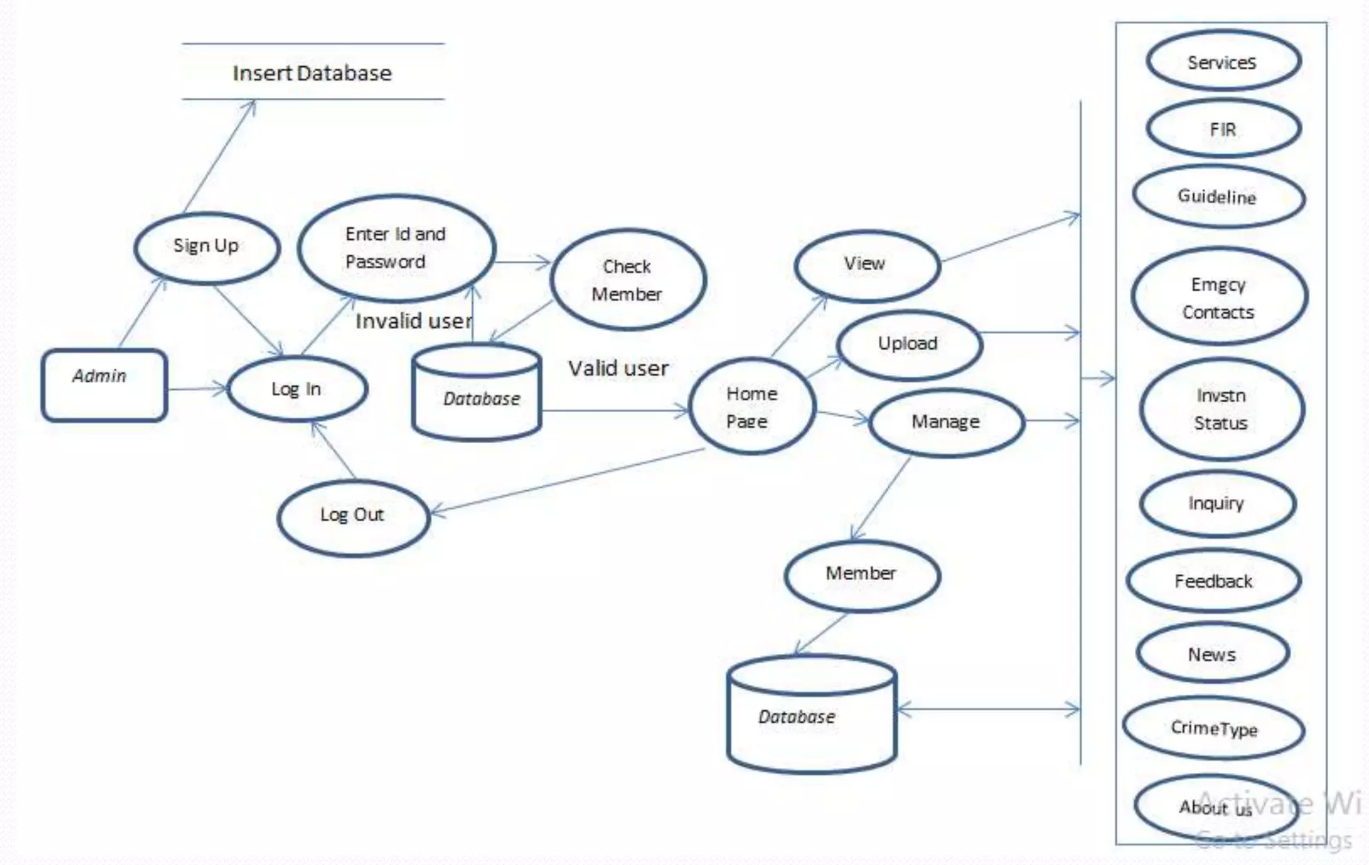 Insert Database
Sign Up
Enter Id and
Password
Check
Member
Invalid user
Admin
Log In
Database
Valid user
Log Out
Home
Page
View
Upload
Manage
Member
Database
Services
FIR
Guideline
Emgcy
Contacts
Invstn
Status
Inquiry
Feedback
News
CrimeType
About us
Activate Wi
Go to Settings